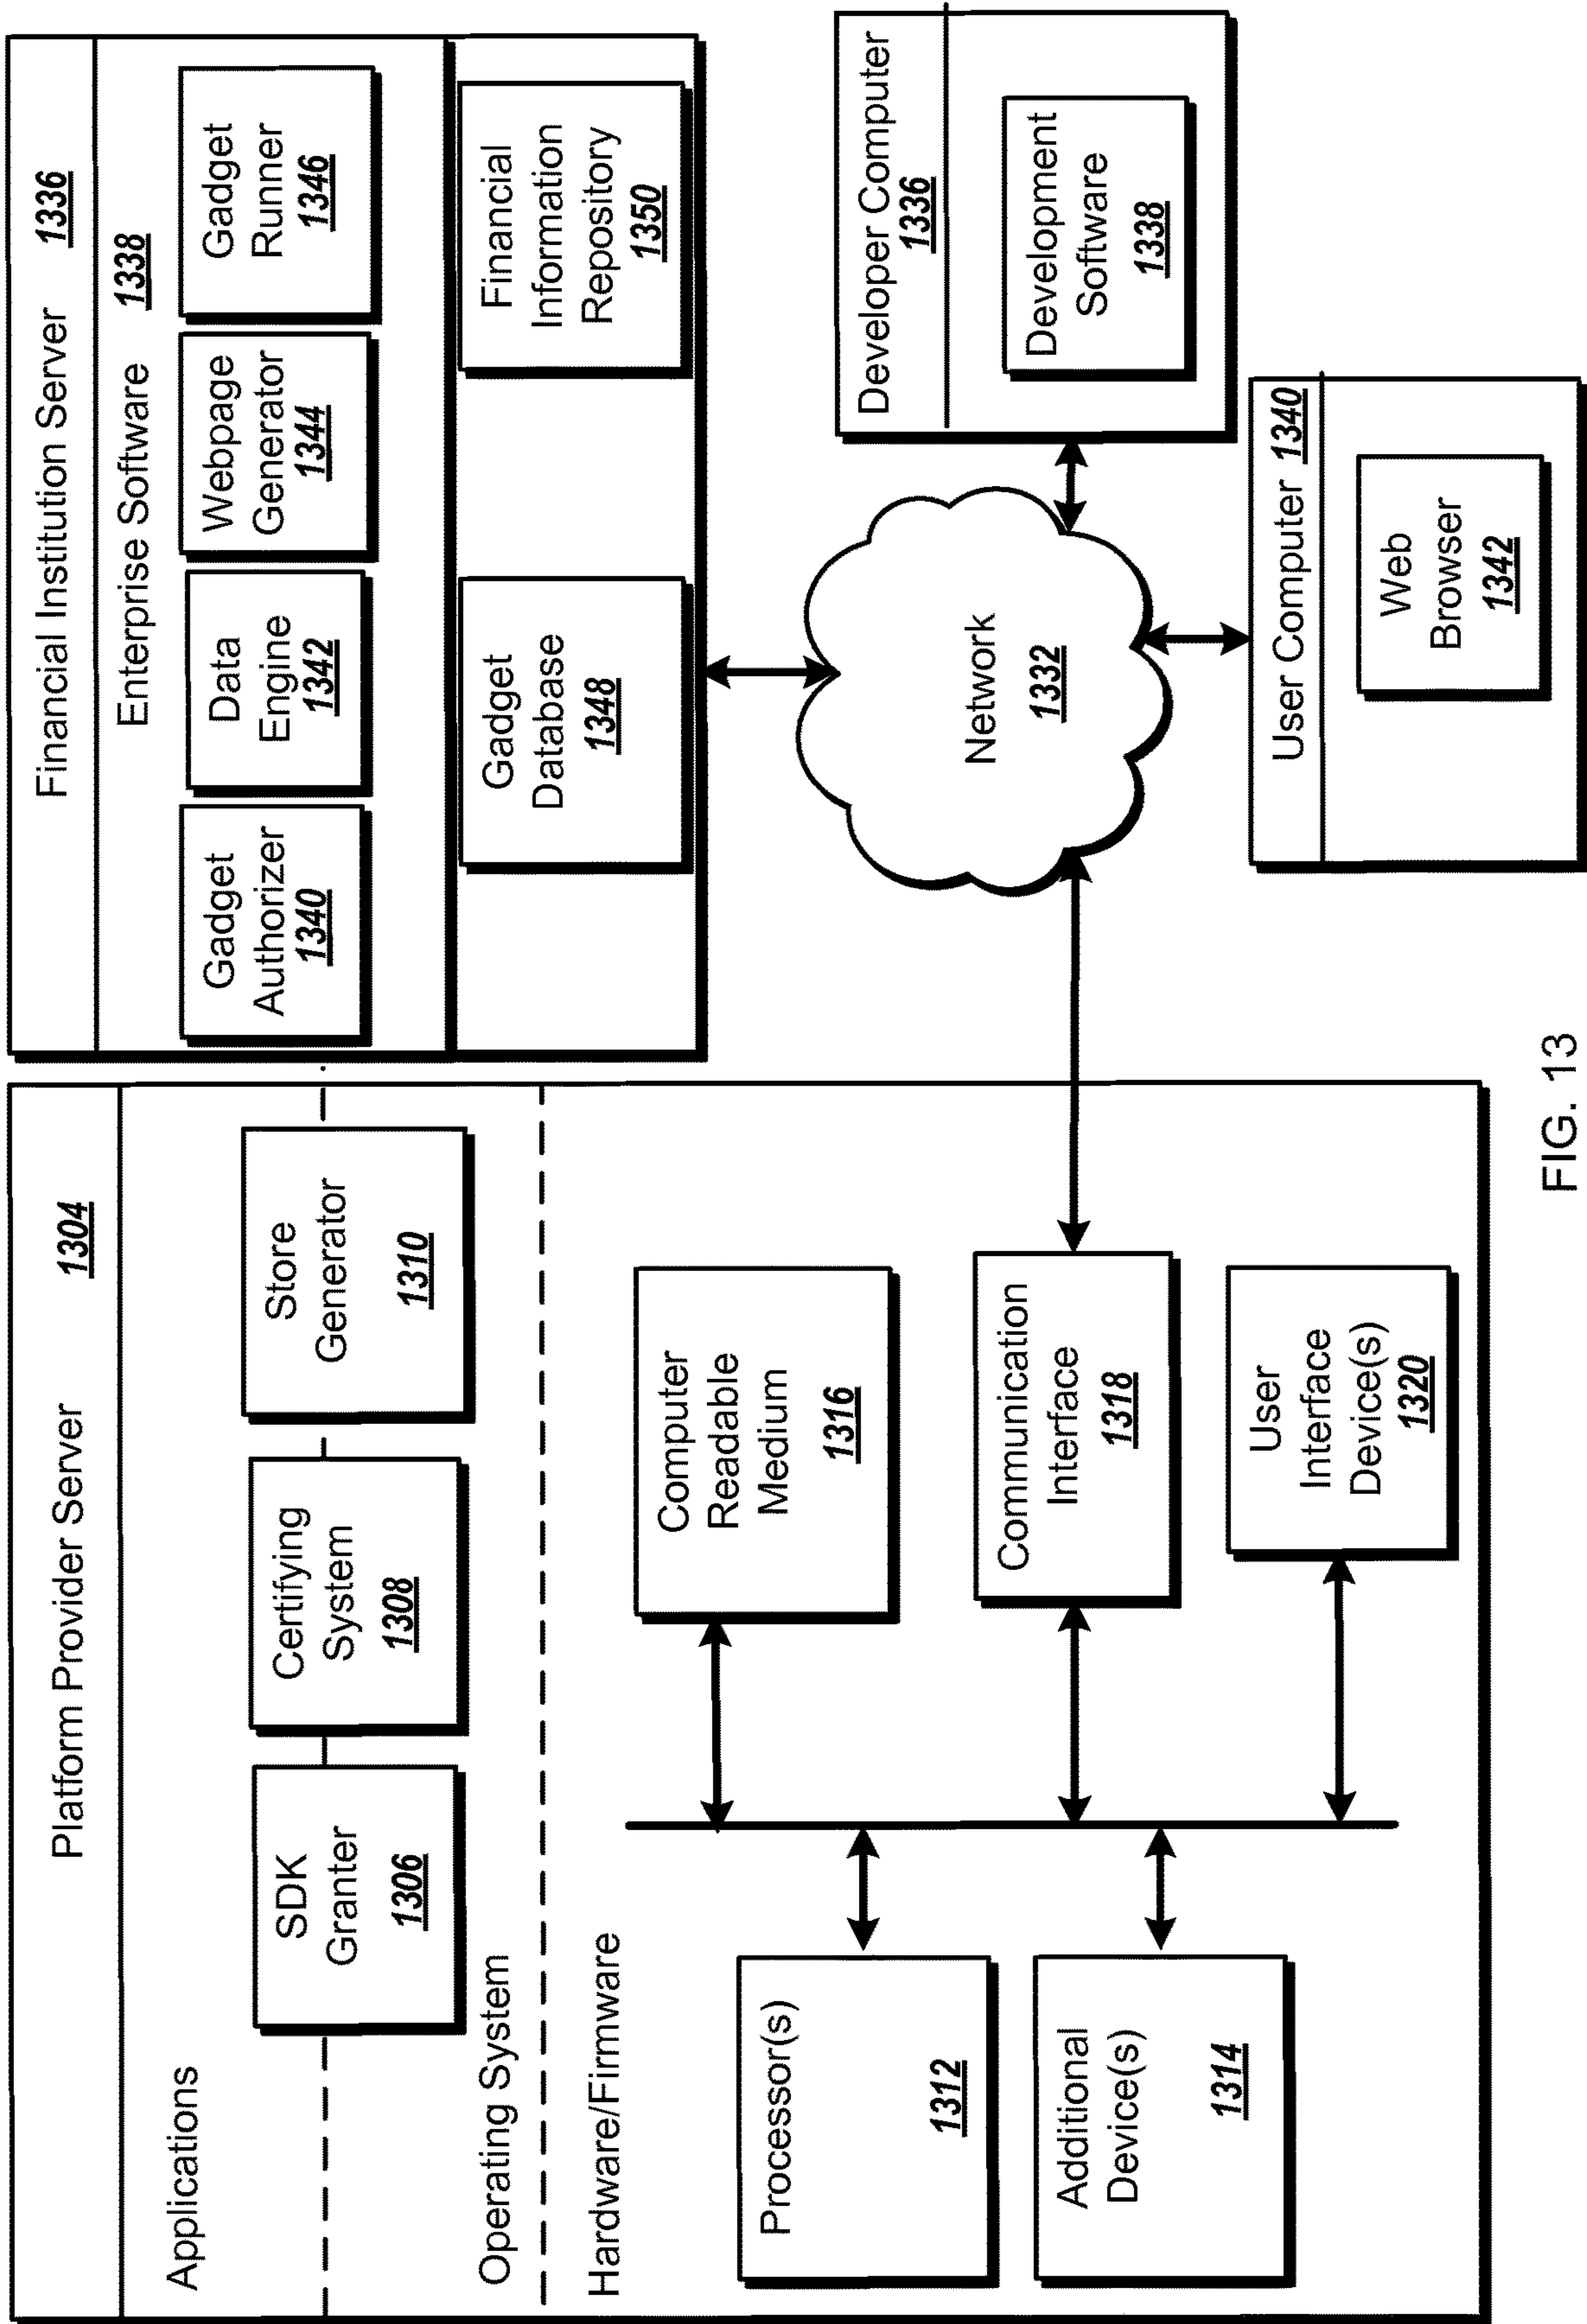 Platform Provider Server
1304
Applications
SDK
Granter
1306
Certifying
System
1308
Store
Generator
1310
Operating System
Hardware/Firmware
Processor(s)
1312
Additional
Device(s)
1314
Computer
Readable
Medium
1316
Communication
Interface
1318
User
Interface
Device(s)
1320
Financial Institution Server 1336
Enterprise Software 1338
Gadget
Authorizer
1340
Data
Engine
1342
Webpage
Generator
1344
Gadget
Runner
1346
Gadget
Database
1348
Financial
Information
Repository
1350
Network
1332
Developer Computer
1336
Development
Software
1338
User Computer 1340
Web
Browser
1342
FIG. 13